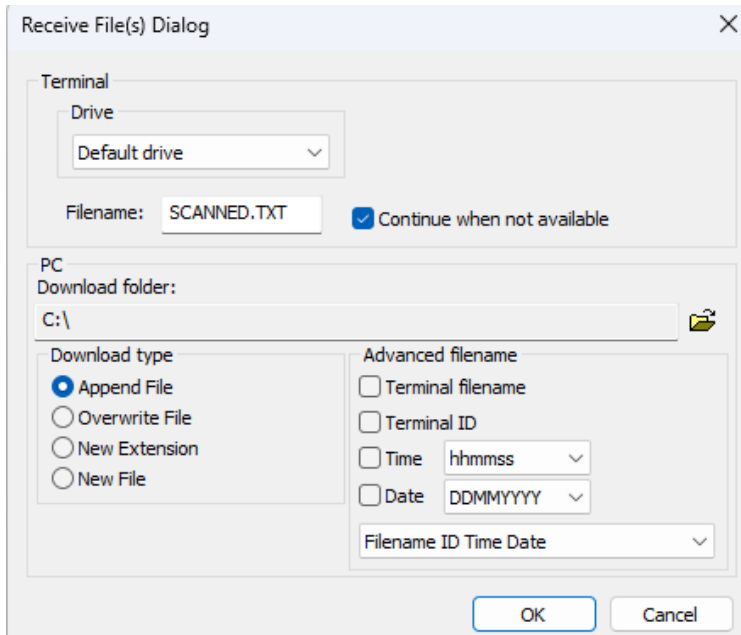 Receive File(s) Dialog
Terminal
Drive
Default drive
Filename: SCANNED.TXT Continue when not available
PC
Download folder:
C:\
Download type
Append File
Overwrite File
New Extension
New File
Advanced filename
Terminal filename
Terminal ID
Time hhmmss
Date DDMMYYYY
Filename ID Time Date
OK Cancel